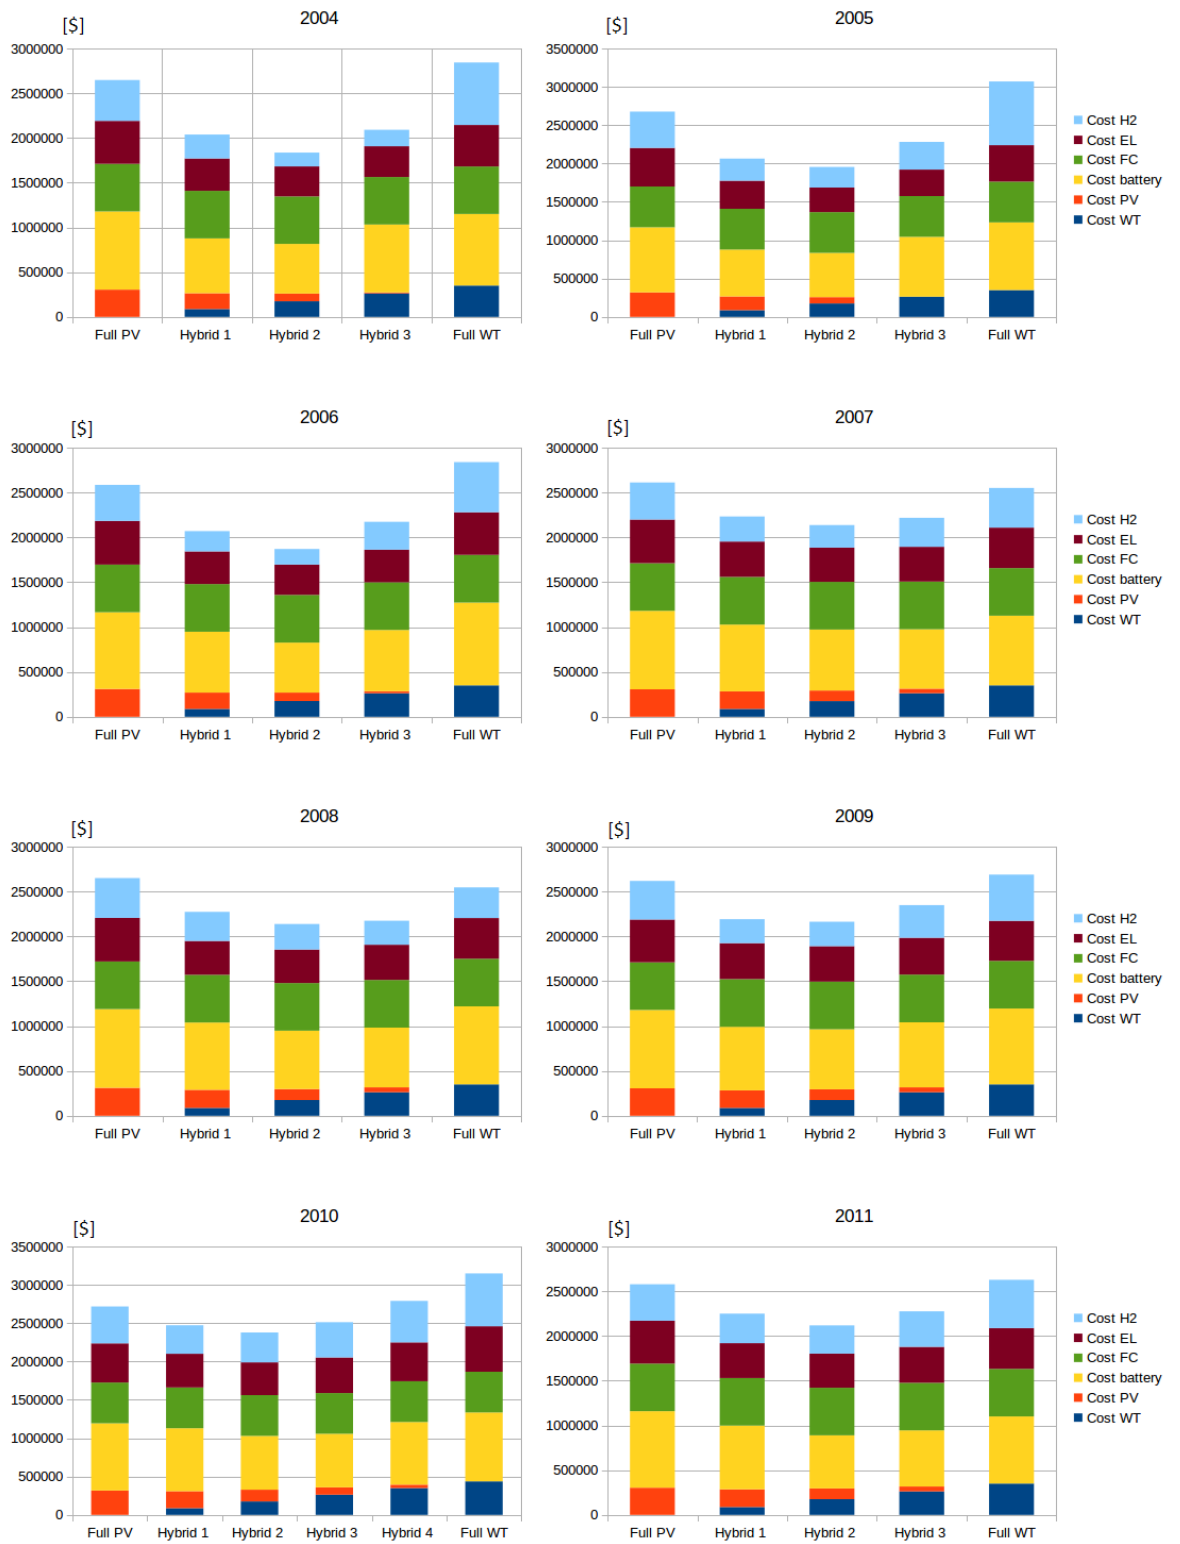 2004
[$]
3000000
2500000
2000000
1500000
1000000
500000
0
Full PV Hybrid 1 Hybrid 2 Hybrid 3 Full WT
2005
[$]
3500000
3000000
2500000
2000000
1500000
1000000
500000
0
Full PV Hybrid 1 Hybrid 2 Hybrid 3 Full WT
Cost H2
Cost EL
Cost FC
Cost battery
Cost PV
Cost WT
2006
[$]
3000000
2500000
2000000
1500000
1000000
500000
0
Full PV Hybrid 1 Hybrid 2 Hybrid 3 Full WT
2007
[$]
3000000
2500000
2000000
1500000
1000000
500000
0
Full PV Hybrid 1 Hybrid 2 Hybrid 3 Full WT
Cost H2
Cost EL
Cost FC
Cost battery
Cost PV
Cost WT
2008
[$]
3000000
2500000
2000000
1500000
1000000
500000
0
Full PV Hybrid 1 Hybrid 2 Hybrid 3 Full WT
2009
[$]
3000000
2500000
2000000
1500000
1000000
500000
0
Full PV Hybrid 1 Hybrid 2 Hybrid 3 Full WT
Cost H2
Cost EL
Cost FC
Cost battery
Cost PV
Cost WT
2010
[$]
3500000
3000000
2500000
2000000
1500000
1000000
500000
0
Full PV Hybrid 1 Hybrid 2 Hybrid 3 Hybrid 4 Full WT
2011
[$]
3000000
2500000
2000000
1500000
1000000
500000
0
Full PV Hybrid 1 Hybrid 2 Hybrid 3 Full WT
Cost H2
Cost EL
Cost FC
Cost battery
Cost PV
Cost WT